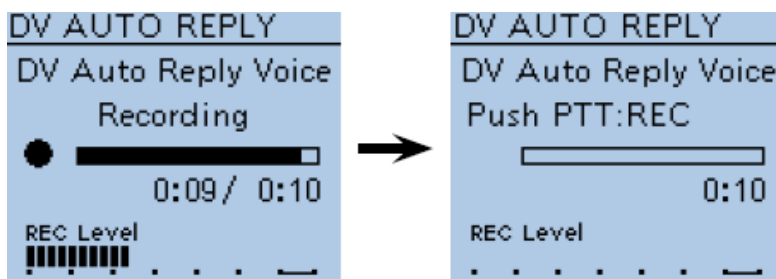 DV AUTO REPLY
DV Auto Reply Voice
Recording
0:09/ 0:10
REC Level
DV AUTO REPLY
DV Auto Reply Voice
Push PTT:REC
0:10
REC Level